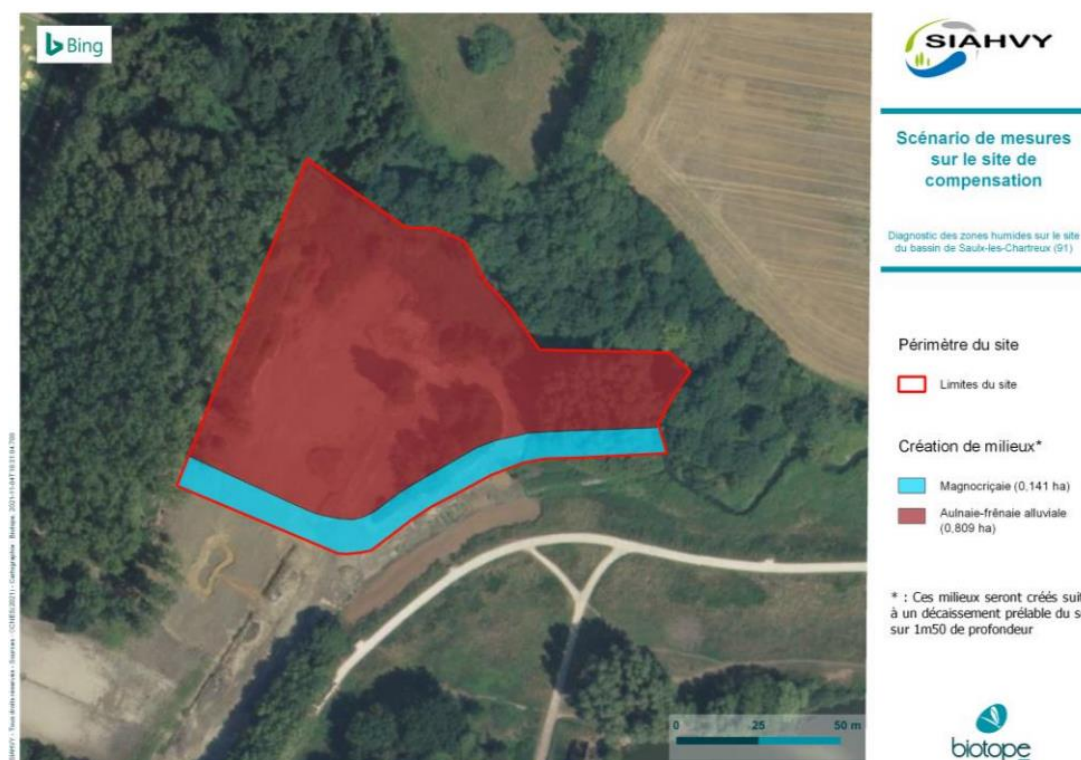 Bing
SIAHVY
Scénario de mesures
sur le site de
compensation
Diagnostic des zones humides sur le site
du bassin de Saulx-les-Chartreux (91)
Périmètre du site
Limites du site
Création de milieux*
Magnocriçaie (0,141 ha)
Aulnaie-frênaie alluviale
(0,809 ha)
* : Ces milieux seront créés suit
à un décaissement prélable du s
sur 1m50 de profondeur
0 25 50 m
biotope